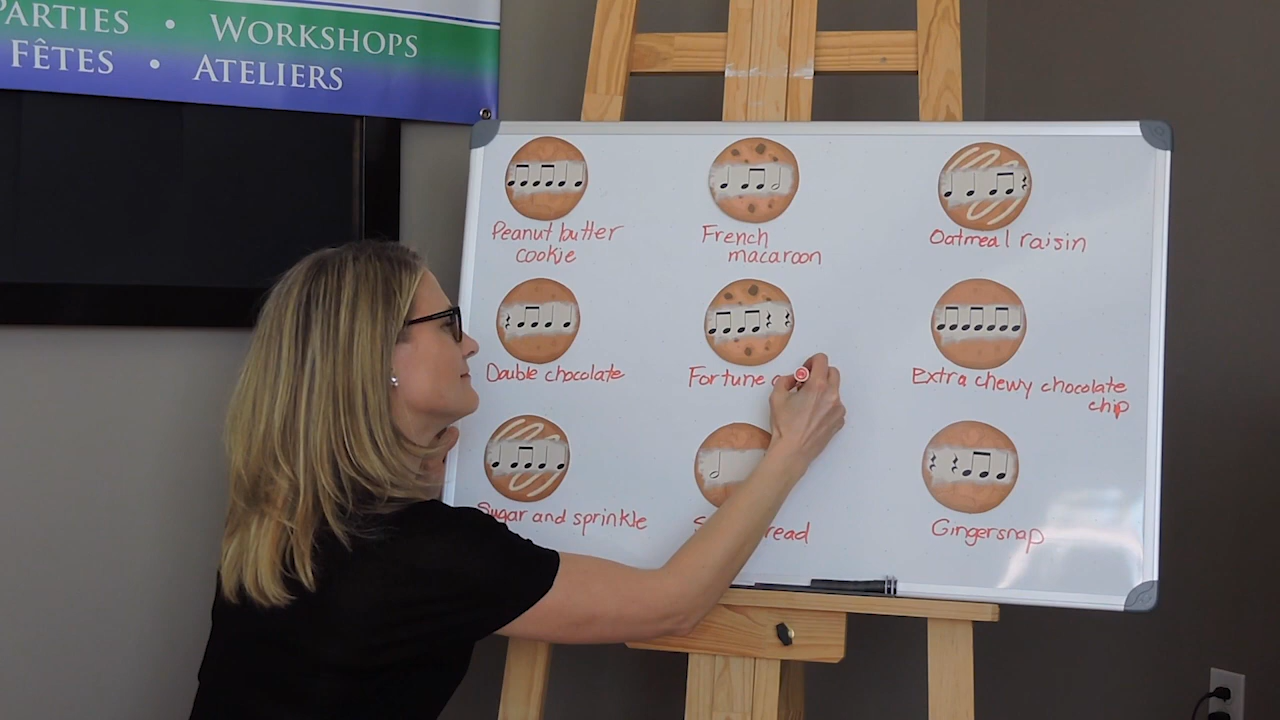 PARTIES • WORKSHOPS
FÊTES • ATELIERS
Peanut butter
cookie
French
macaroon
Oatmeal raisin
Double chocolate
Fortune
Extra chewy chocolate
chip
Sugar and sprinkle
Gingersnap